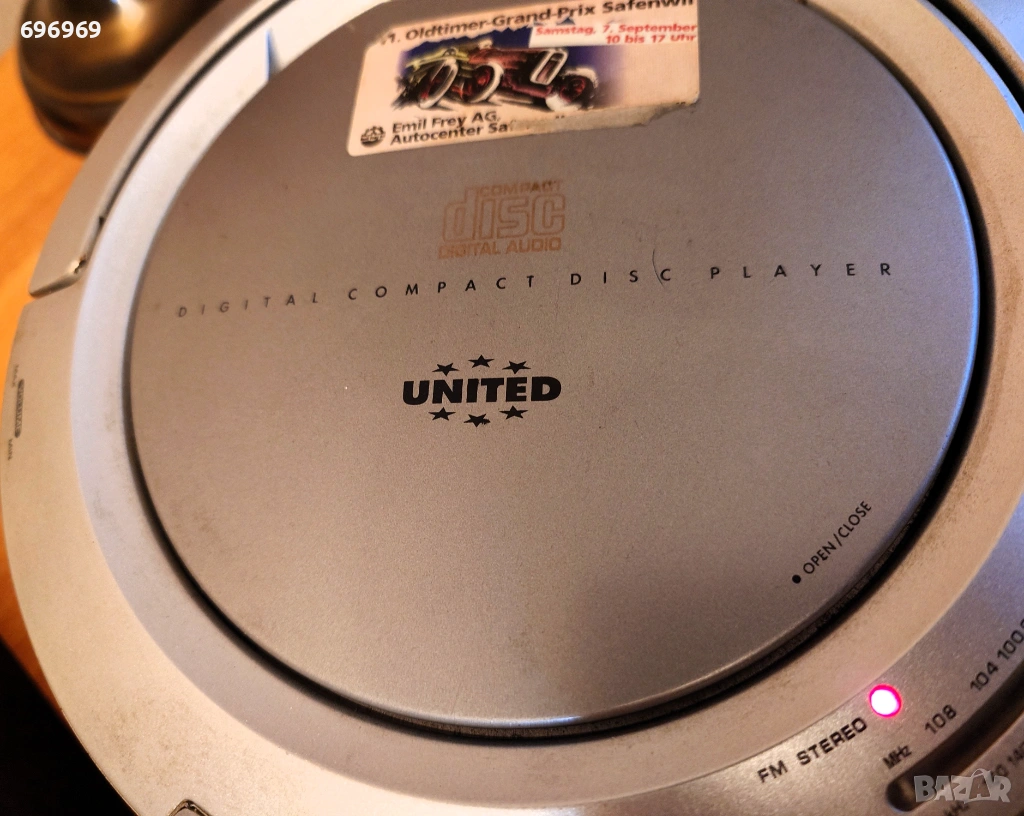 696969
1. Oldtimer-Grand-Prix Safenwil
Samstag, 7. September
10 bis 17 Uhr
Emil Frey AG
Autocenter
COMPACT
disc
DIGITAL AUDIO
DIGITAL COMPACT DISC PLAYER
UNITED
● OPEN/CLOSE
FM STEREO
MHz 108 104 100
BAZAR